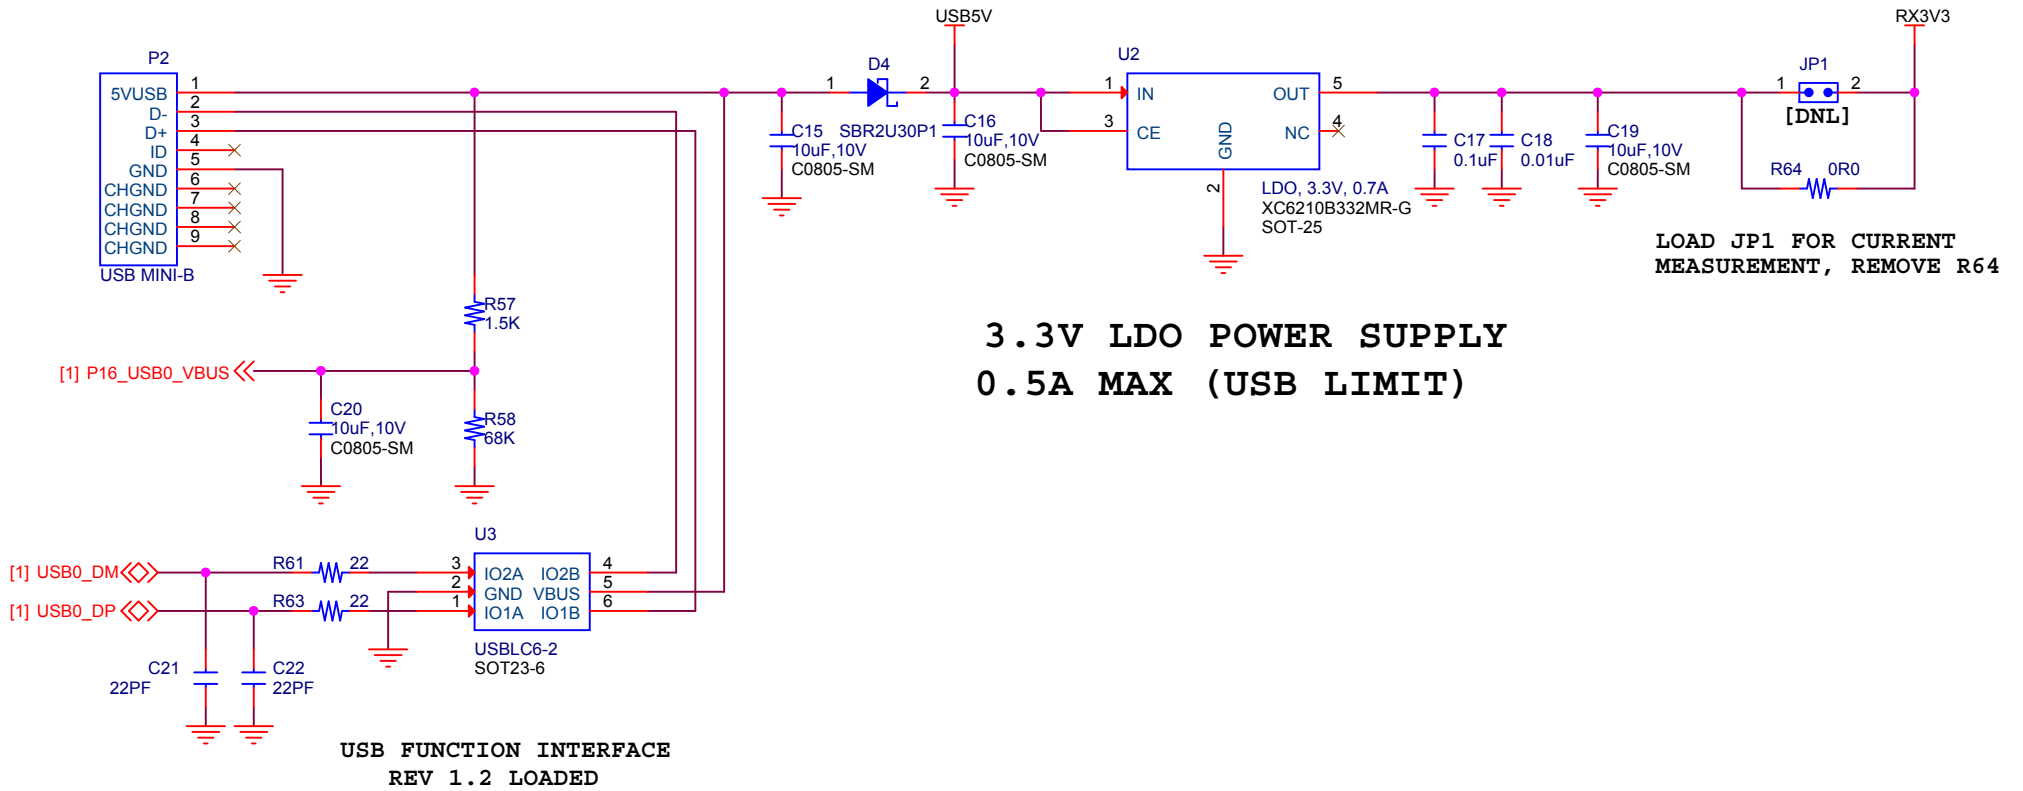 USB5V
RX3V3
P2
D4
U2
JP1
5VUSB 1
D- 2
D+ 3
ID 4
GND 5
CHGND 6
CHGND 7
CHGND 8
CHGND 9
USB MINI-B
1 2
SBR2U30P1
C15
10uF,10V
C0805-SM
C16
10uF,10V
C0805-SM
1 IN
3 CE
GND
2
OUT 5
NC 4
LDO, 3.3V, 0.7A
XC6210B332MR-G
SOT-25
C17
0.1uF
C18
0.01uF
C19
10uF,10V
C0805-SM
1 2
[DNL]
R64 0R0
LOAD JP1 FOR CURRENT
MEASUREMENT, REMOVE R64
R57
1.5K
3.3V LDO POWER SUPPLY
0.5A MAX (USB LIMIT)
[1] P16_USB0_VBUS
C20
10uF,10V
C0805-SM
R58
68K
U3
[1] USB0_DM
R61 22
[1] USB0_DP
R63 22
3 IO2A IO2B 4
2 GND VBUS 5
1 IO1A IO1B 6
USBLC6-2
SOT23-6
C21
22PF
C22
22PF
USB FUNCTION INTERFACE
REV 1.2 LOADED